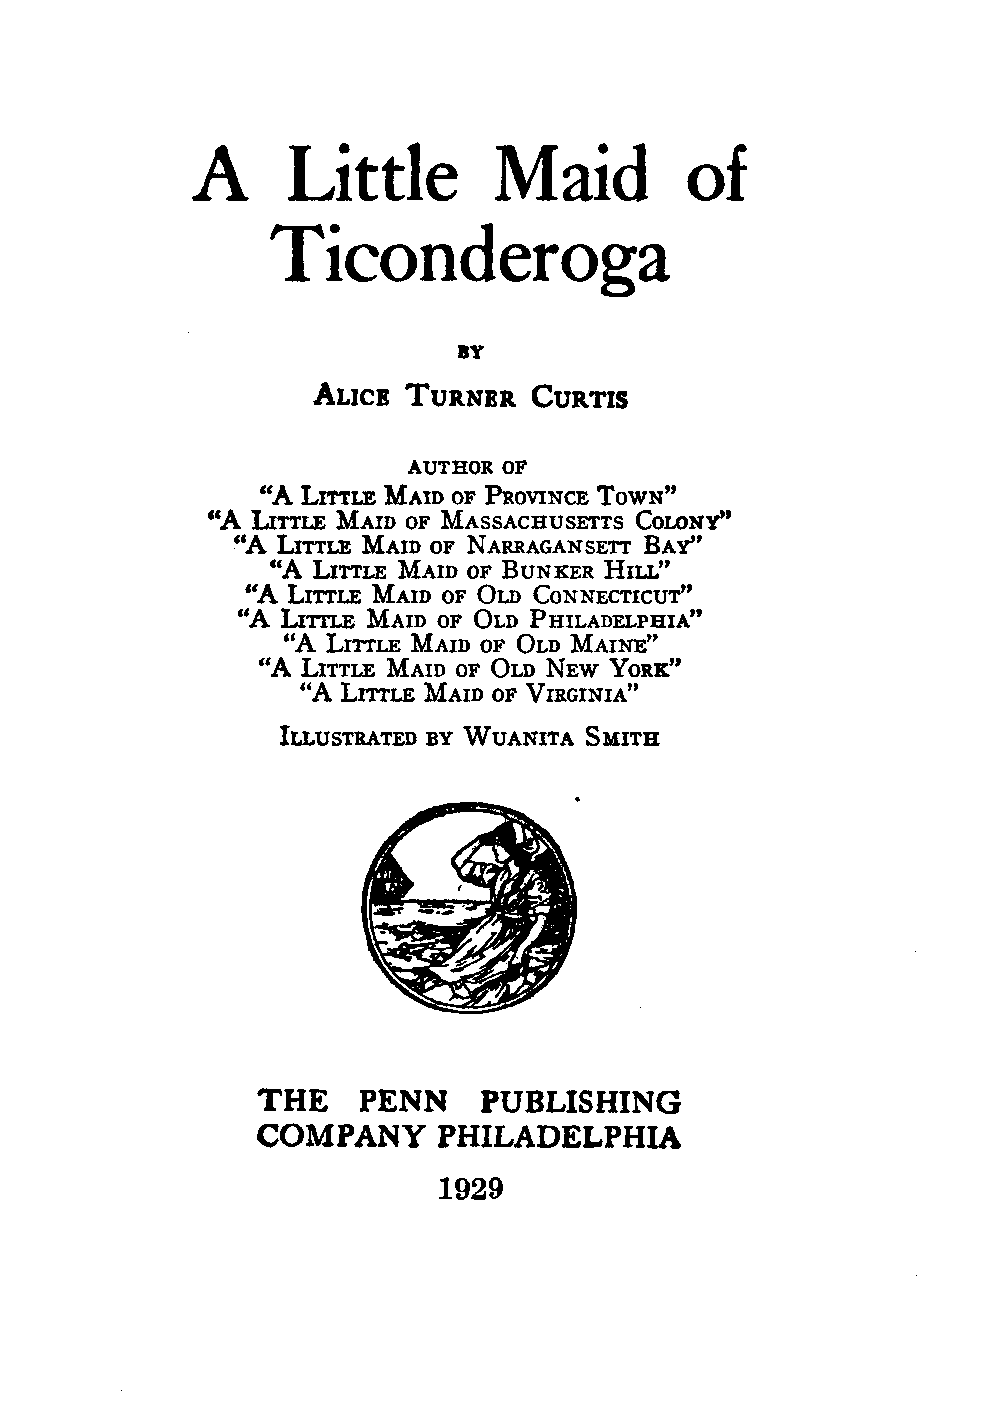 A Little Maid of
Ticonderoga
BY
ALICE TURNER CURTIS
AUTHOR OF
“A LITTLE MAID OF PROVINCE TOWN”
“A LITTLE MAID OF MASSACHUSETTS COLONY”
“A LITTLE MAID OF NARRAGANSETT BAY”
“A LITTLE MAID OF BUNKER HILL”
“A LITTLE MAID OF OLD CONNECTICUT”
“A LITTLE MAID OF OLD PHILADELPHIA”
“A LITTLE MAID OF OLD MAINE”
“A LITTLE MAID OF OLD NEW YORK”
“A LITTLE MAID OF VIRGINIA”
ILLUSTRATED BY WUANITA SMITH
THE PENN PUBLISHING
COMPANY PHILADELPHIA
1929